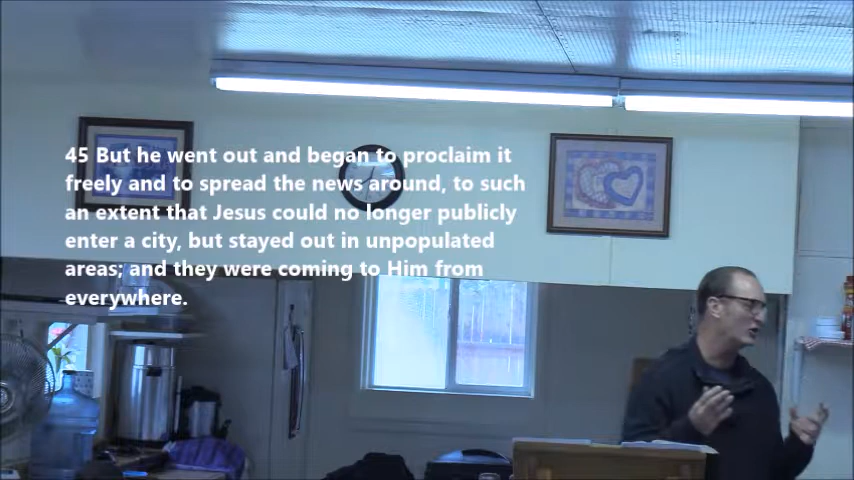 45 But he went out and began to proclaim it
freely and to spread the news around, to such
an extent that Jesus could no longer publicly
enter a city, but stayed out in unpopulated
areas; and they were coming to Him from
everywhere.